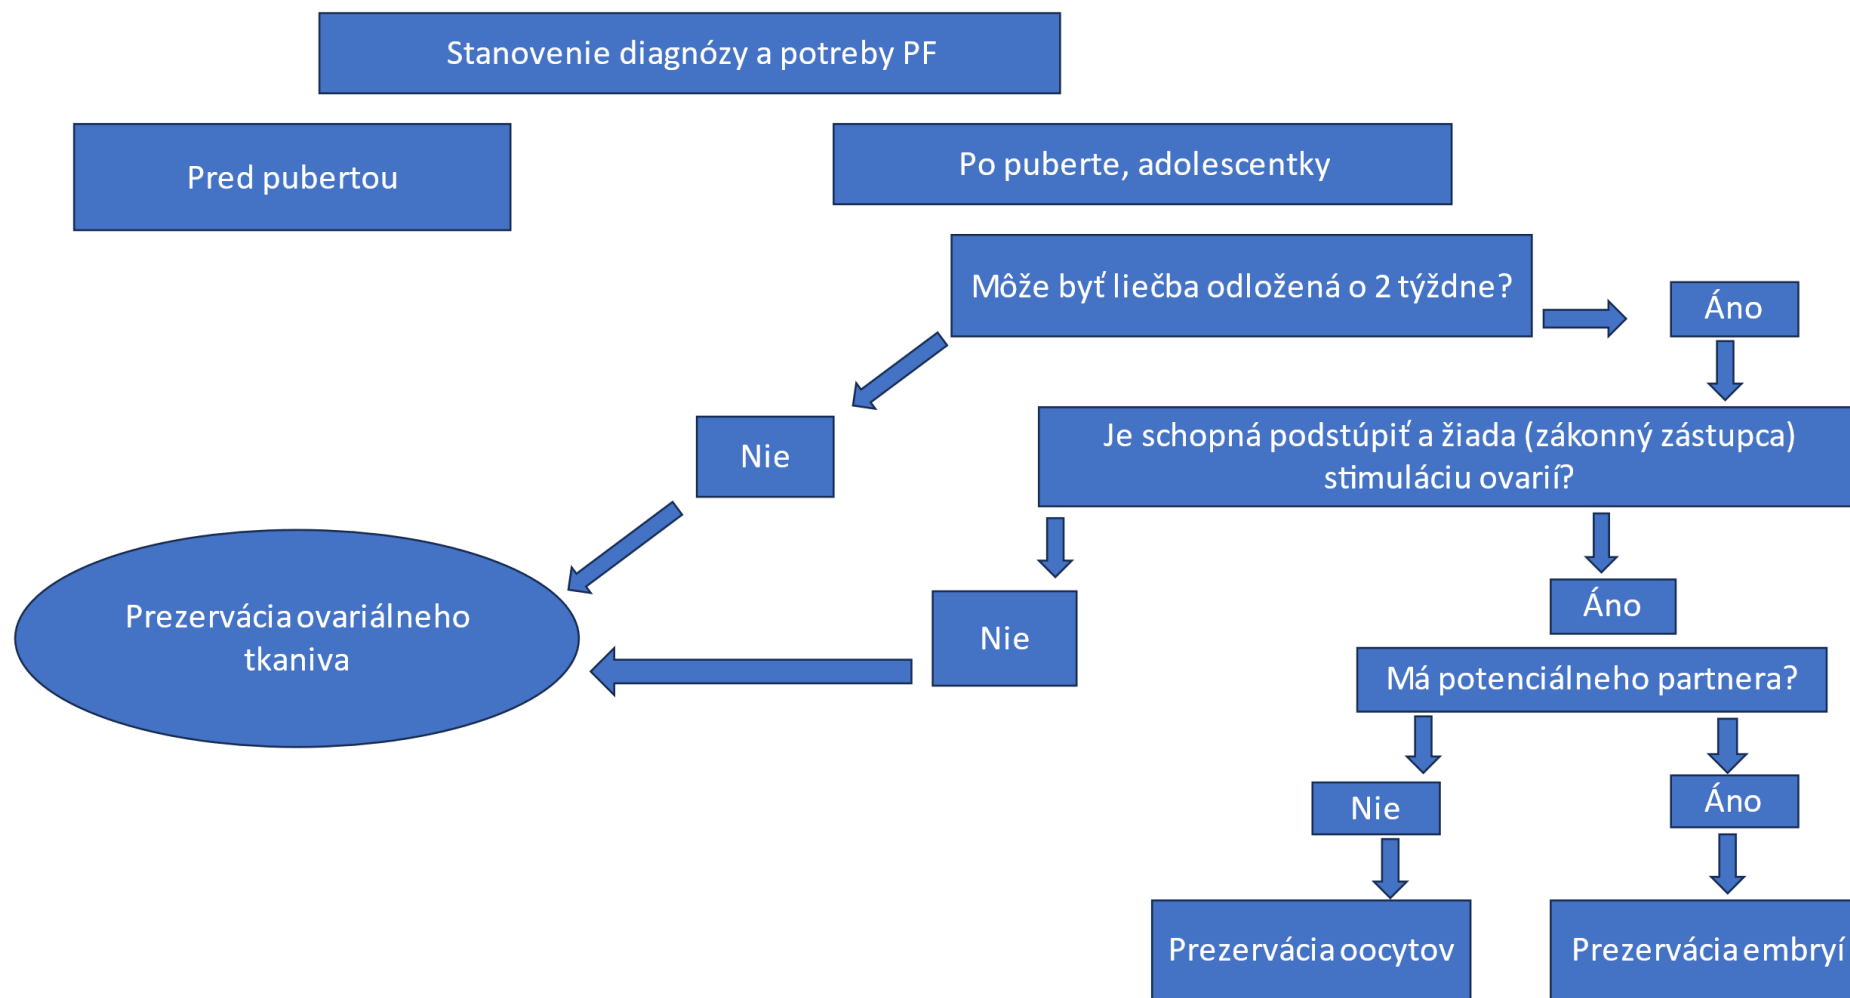 Stanovenie diagnózy a potreby PF
Pred pubertou
Po puberte, adolescentky
Môže byť liečba odložená o 2 týždne?
Áno
Nie
Je schopná podstúpiť a žiada (zákonný zástupca)
stimuláciu ovarií?
Nie
Áno
Prezervácia ovariálneho
tkaniva
Má potenciálneho partnera?
Nie
Áno
Prezervácia oocytov
Prezervácia embryí